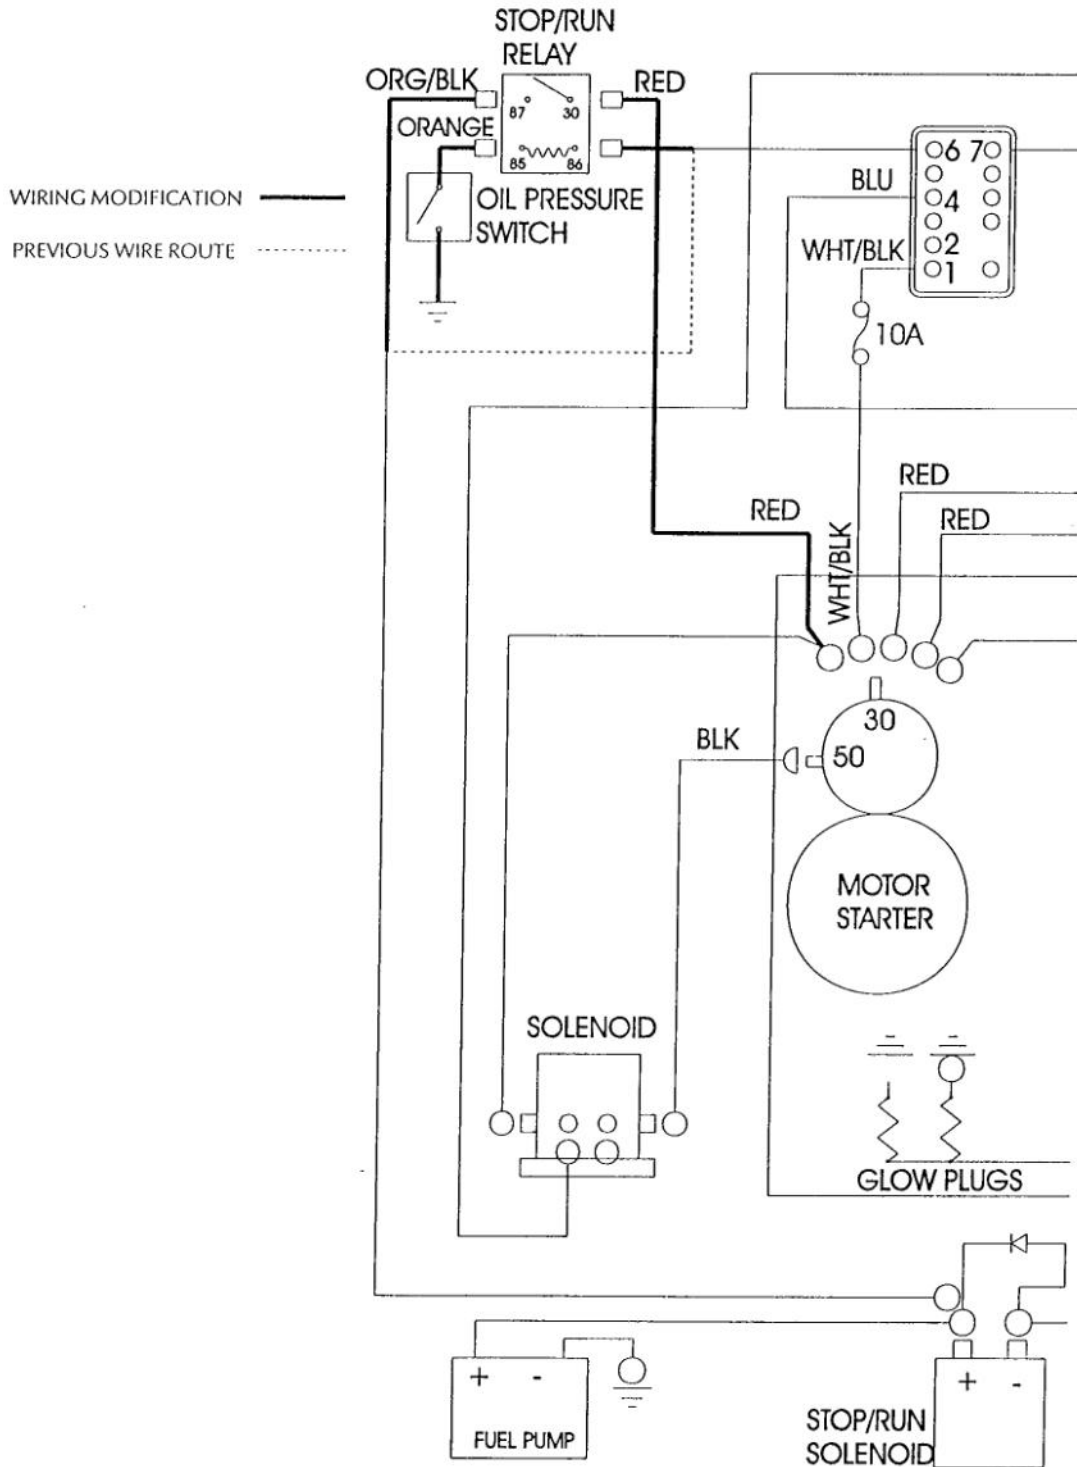 STOP/RUN
RELAY
ORG/BLK
RED
87 30
ORANGE
85 86
OIL PRESSURE
SWITCH
WIRING MODIFICATION
PREVIOUS WIRE ROUTE
6 7
BLU
4
2
WHT/BLK
1
10A
RED
RED
RED
WHT/BLK
30
50
BLK
MOTOR
STARTER
SOLENOID
GLOW PLUGS
+ -
FUEL PUMP
+ -
STOP/RUN
SOLENOID